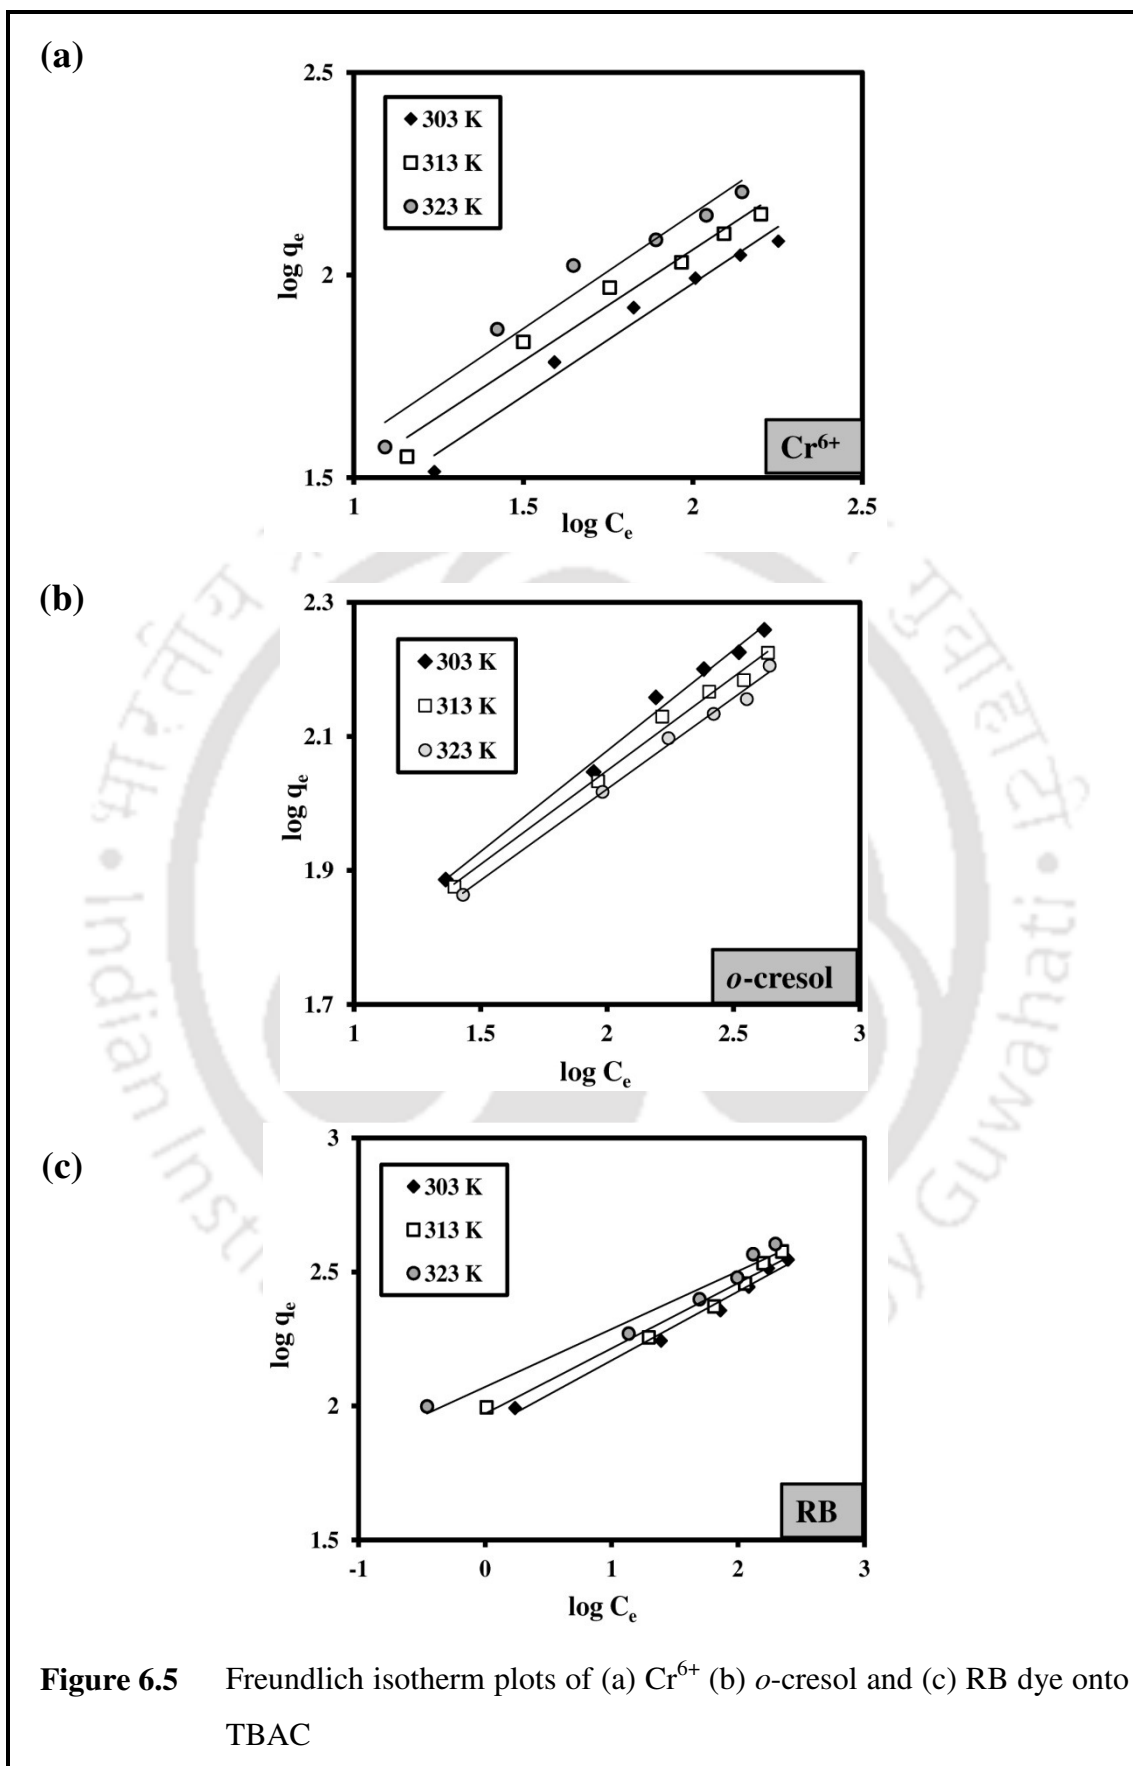 (a)
2.5
303 K
313 K
323 K
log qe
2
1.5
Cr6+
1
1.5
2
2.5
log Ce
(b)
2.3
303 K
313 K
323 K
log qe
2.1
1.9
1.7
o-cresol
1
1.5
2
2.5
3
log Ce
(c)
3
303 K
313 K
323 K
log qe
2.5
2
1.5
RB
-1
0
1
2
3
log Ce
Figure 6.5 Freundlich isotherm plots of (a) Cr6+ (b) o-cresol and (c) RB dye onto
TBAC
• Indian Insti
y Guwahati •